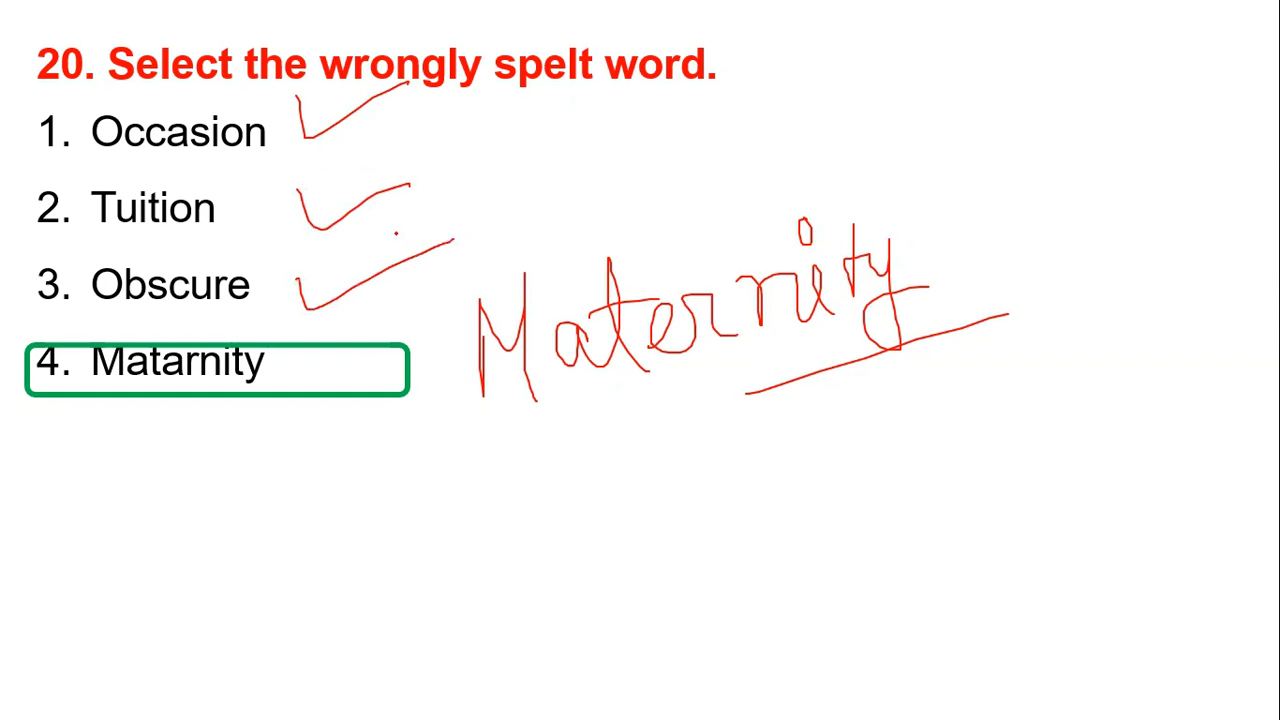 20. Select the wrongly spelt word.
1. Occasion
2. Tuition
3. Obscure
4. Matarnity
Maternity